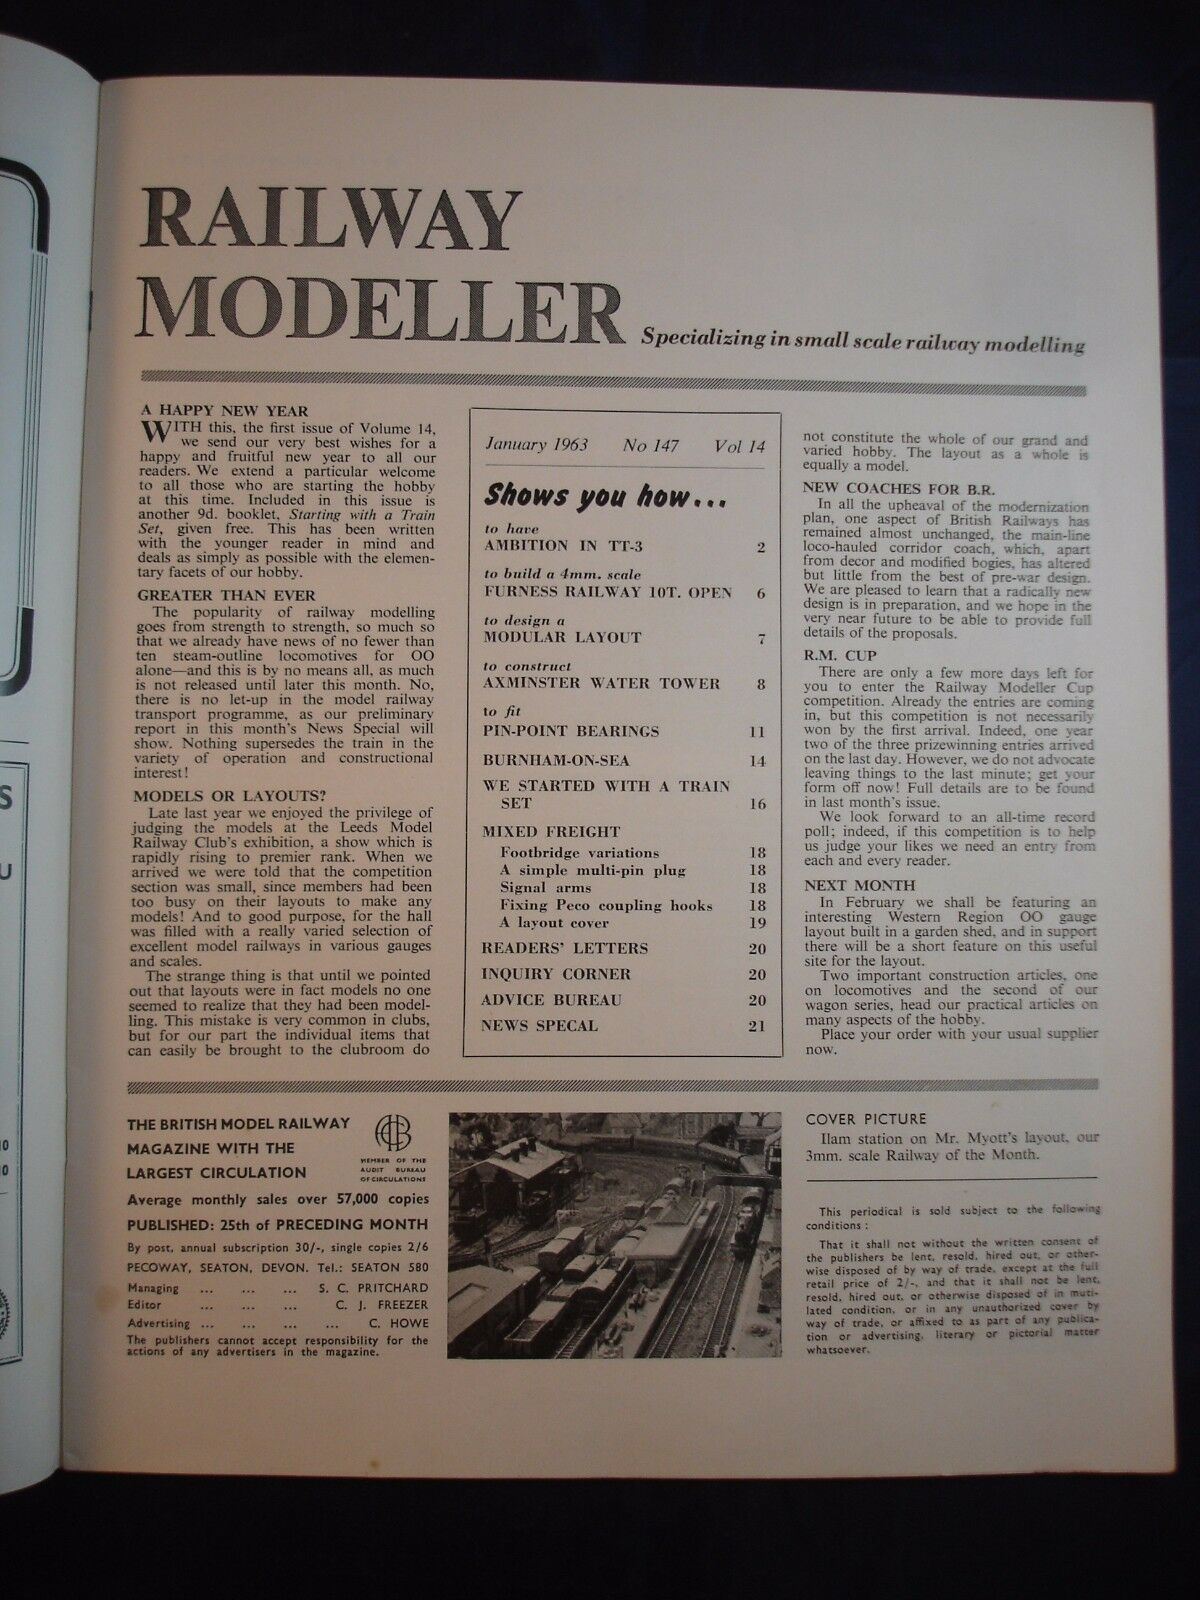 RAILWAY
MODELLER
Specializing in small scale railway modelling
A HAPPY NEW YEAR
WITH this, the first issue of Volume 14,
we send our very best wishes for a
happy and fruitful new year to all our
readers. We extend a particular welcome
to all those who are starting the hobby
at this time. Included in this issue is
another 9d. booklet, Starting with a Train
Set, given free. This has been written
with the younger reader in mind and
deals as simply as possible with the elemen-
tary facets of our hobby.
GREATER THAN EVER
The popularity of railway modelling
goes from strength to strength, so much so
that we already have news of no fewer than
ten steam-outline locomotives for OO
alone—and this is by no means all, as much
is not released until later this month. No,
there is no let-up in the model railway
transport programme, as our preliminary
report in this month's News Special will
show. Nothing supersedes the train in the
variety of operation and constructional
interest!
MODELS OR LAYOUTS?
Late last year we enjoyed the privilege of
judging the models at the Leeds Model
Railway Club's exhibition, a show which is
rapidly rising to premier rank. When we
arrived we were told that the competition
section was small, since members had been
too busy on their layouts to make any
models! And to good purpose, for the hall
was filled with a really varied selection of
excellent model railways in various gauges
and scales.
The strange thing is that until we pointed
out that layouts were in fact models no one
seemed to realize that they had been model-
ling. This mistake is very common in clubs,
but for our part the individual items that
can easily be brought to the clubroom do
January 1963 No 147 Vol 14
Shows you how...
to have
AMBITION IN TT-3 2
to build a 4mm. scale
FURNESS RAILWAY 10T. OPEN 6
to design a
MODULAR LAYOUT 7
to construct
AXMINSTER WATER TOWER 8
to fit
PIN-POINT BEARINGS 11
BURNHAM-ON-SEA 14
WE STARTED WITH A TRAIN
SET 16
MIXED FREIGHT
Footbridge variations 18
A simple multi-pin plug 18
Signal arms 18
Fixing Peco coupling hooks 18
A layout cover 19
READERS' LETTERS 20
INQUIRY CORNER 20
ADVICE BUREAU 20
NEWS SPECAL 21
not constitute the whole of our grand and
varied hobby. The layout as a whole is
equally a model.
NEW COACHES FOR B.R.
In all the upheaval of the modernization
plan, one aspect of British Railways has
remained almost unchanged, the main-line
loco-hauled corridor coach, which, apart
from decor and modified bogies, has altered
but little from the best of pre-war design.
We are pleased to learn that a radically new
design is in preparation, and we hope in the
very near future to be able to provide full
details of the proposals.
R.M. CUP
There are only a few more days left for
you to enter the Railway Modeller Cup
competition. Already the entries are coming
in, but this competition is not necessarily
won by the first arrival. Indeed, one year
two of the three prizewinning entries arrived
on the last day. However, we do not advocate
leaving things to the last minute; get your
form off now! Full details are to be found
in last month's issue.
We look forward to an all-time record
poll; indeed, if this competition is to help
us judge your likes we need an entry from
each and every reader.
NEXT MONTH
In February we shall be featuring an
interesting Western Region OO gauge
layout built in a garden shed, and in support
there will be a short feature on this useful
site for the layout.
Two important construction articles, one
on locomotives and the second of our
wagon series, head our practical articles on
many aspects of the hobby.
Place your order with your usual supplier
now.
THE BRITISH MODEL RAILWAY
MAGAZINE WITH THE
LARGEST CIRCULATION
ABC
MEMBER OF THE
AUDIT BUREAU
OF CIRCULATIONS
Average monthly sales over 57,000 copies
PUBLISHED: 25th of PRECEDING MONTH
By post, annual subscription 30/-, single copies 2/6
PECOWAY, SEATON, DEVON. Tel.: SEATON 580
Managing ... ... ... S. C. PRITCHARD
Editor ... ... ... C. J. FREEZER
Advertising ... ... ... ... C. HOWE
The publishers cannot accept responsibility for the
actions of any advertisers in the magazine.
COVER PICTURE
Ilam station on Mr. Myott's layout, our
3mm. scale Railway of the Month.
This periodical is sold subject to the following
conditions :
That it shall not without the written consent of
the publishers be lent, resold, hired out, or other-
wise disposed of by way of trade, except at the full
retail price of 2/-, and that it shall not be lent,
resold, hired out, or otherwise disposed of in muti-
lated condition, or in any unauthorized cover by
way of trade, or affixed to as part of any publica-
tion or advertising, literary or pictorial matter
whatsoever.